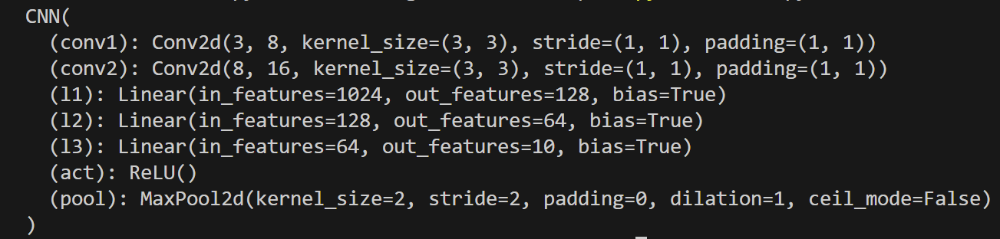 CNN(
  (conv1): Conv2d(3, 8, kernel_size=(3, 3), stride=(1, 1), padding=(1, 1))
  (conv2): Conv2d(8, 16, kernel_size=(3, 3), stride=(1, 1), padding=(1, 1))
  (l1): Linear(in_features=1024, out_features=128, bias=True)
  (l2): Linear(in_features=128, out_features=64, bias=True)
  (l3): Linear(in_features=64, out_features=10, bias=True)
  (act): ReLU()
  (pool): MaxPool2d(kernel_size=2, stride=2, padding=0, dilation=1, ceil_mode=False)
)